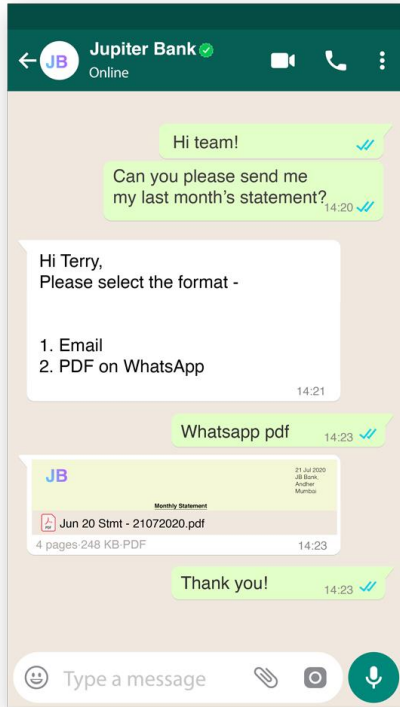 JB
Jupiter Bank
Online
Hi team!
Can you please send me
my last month's statement?
14:20
Hi Terry,
Please select the format -
1. Email
2. PDF on WhatsApp
14:21
Whatsapp pdf
14:23
JB
21 Jul 2020
JB Bank,
Andher
Mumbai
Monthly Statement
PDF
Jun 20 Stmt - 21072020.pdf
4 pages·248 KB·PDF
14:23
Thank you!
14:23
Type a message